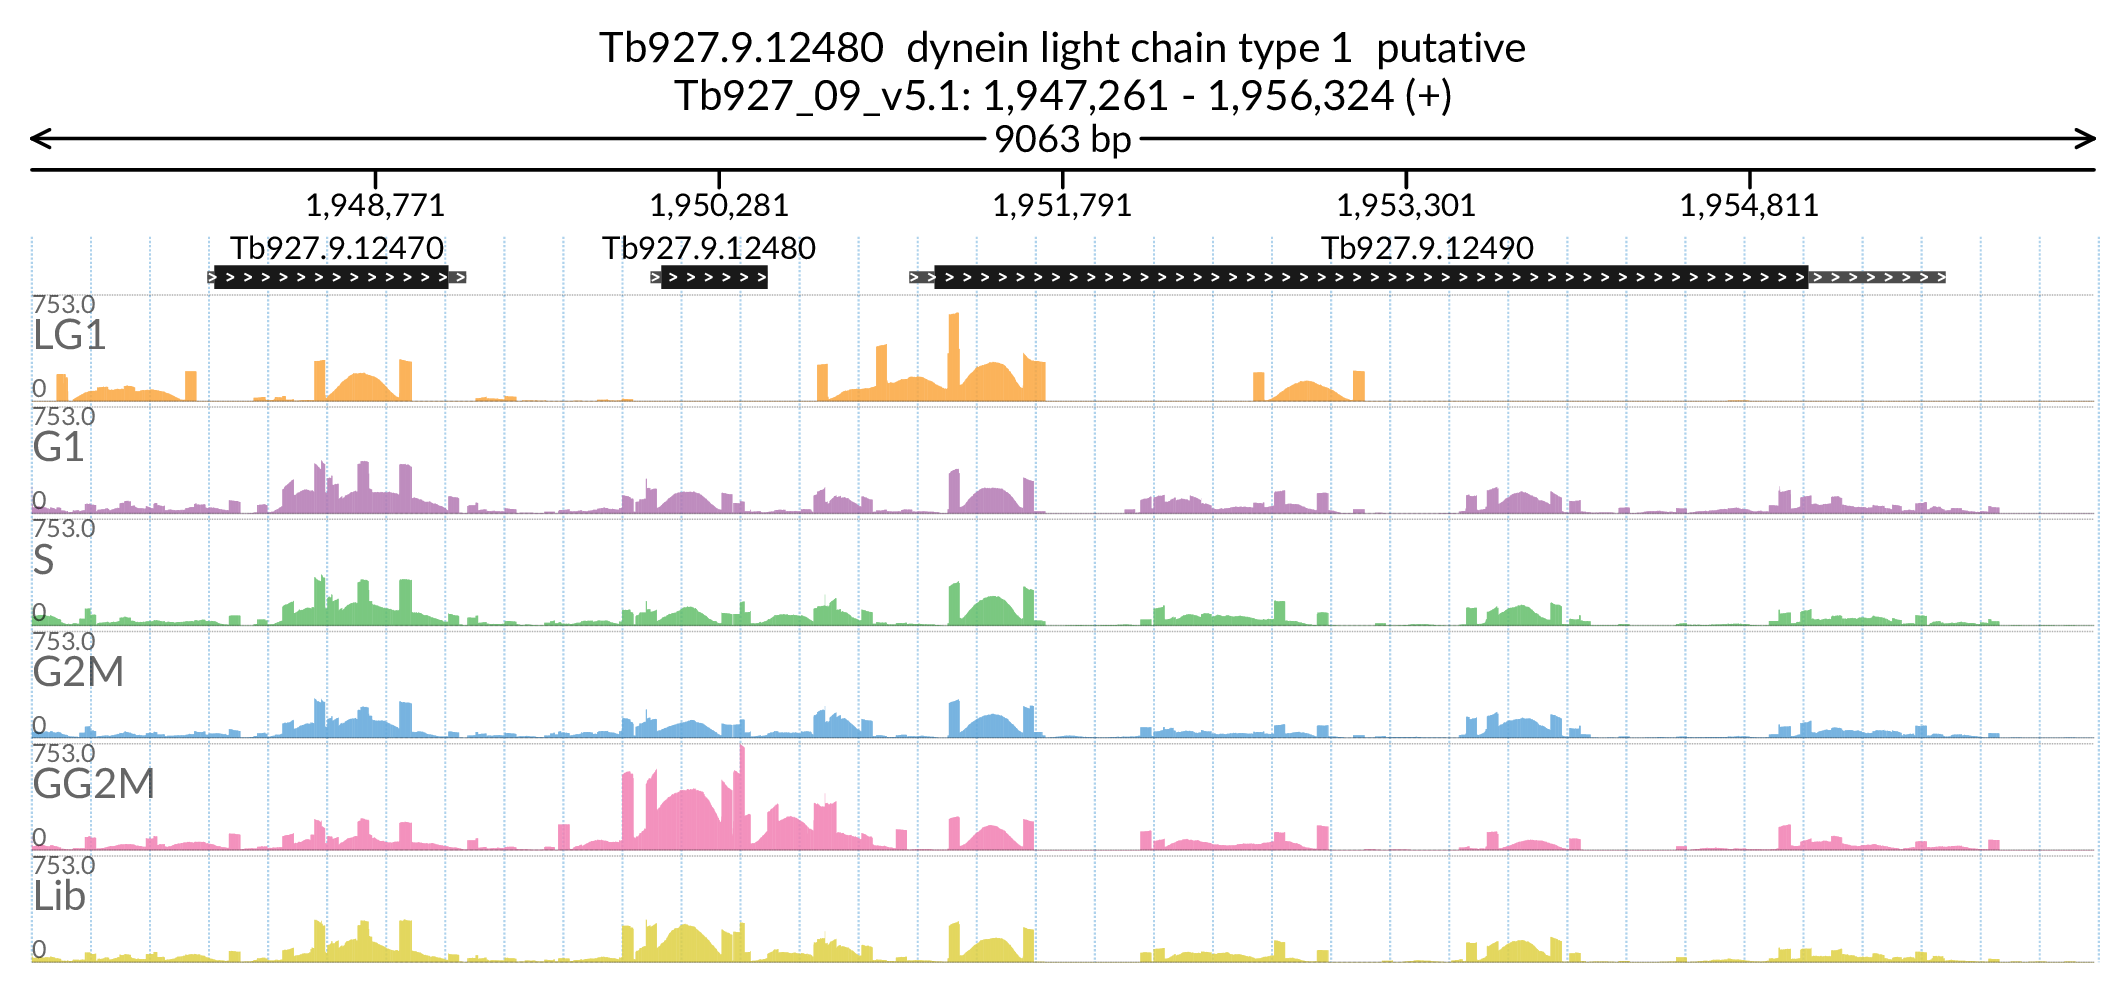 Tb927.9.12480  dynein light chain type 1  putative
Tb927_09_v5.1: 1,947,261 - 1,956,324 (+)
9063 bp
1,948,771 1,950,281 1,951,791 1,953,301 1,954,811
Tb927.9.12470 Tb927.9.12480 Tb927.9.12490
753.0
LG1
0
753.0
G1
0
753.0
S
0
753.0
G2M
0
753.0
GG2M
0
753.0
Lib
0